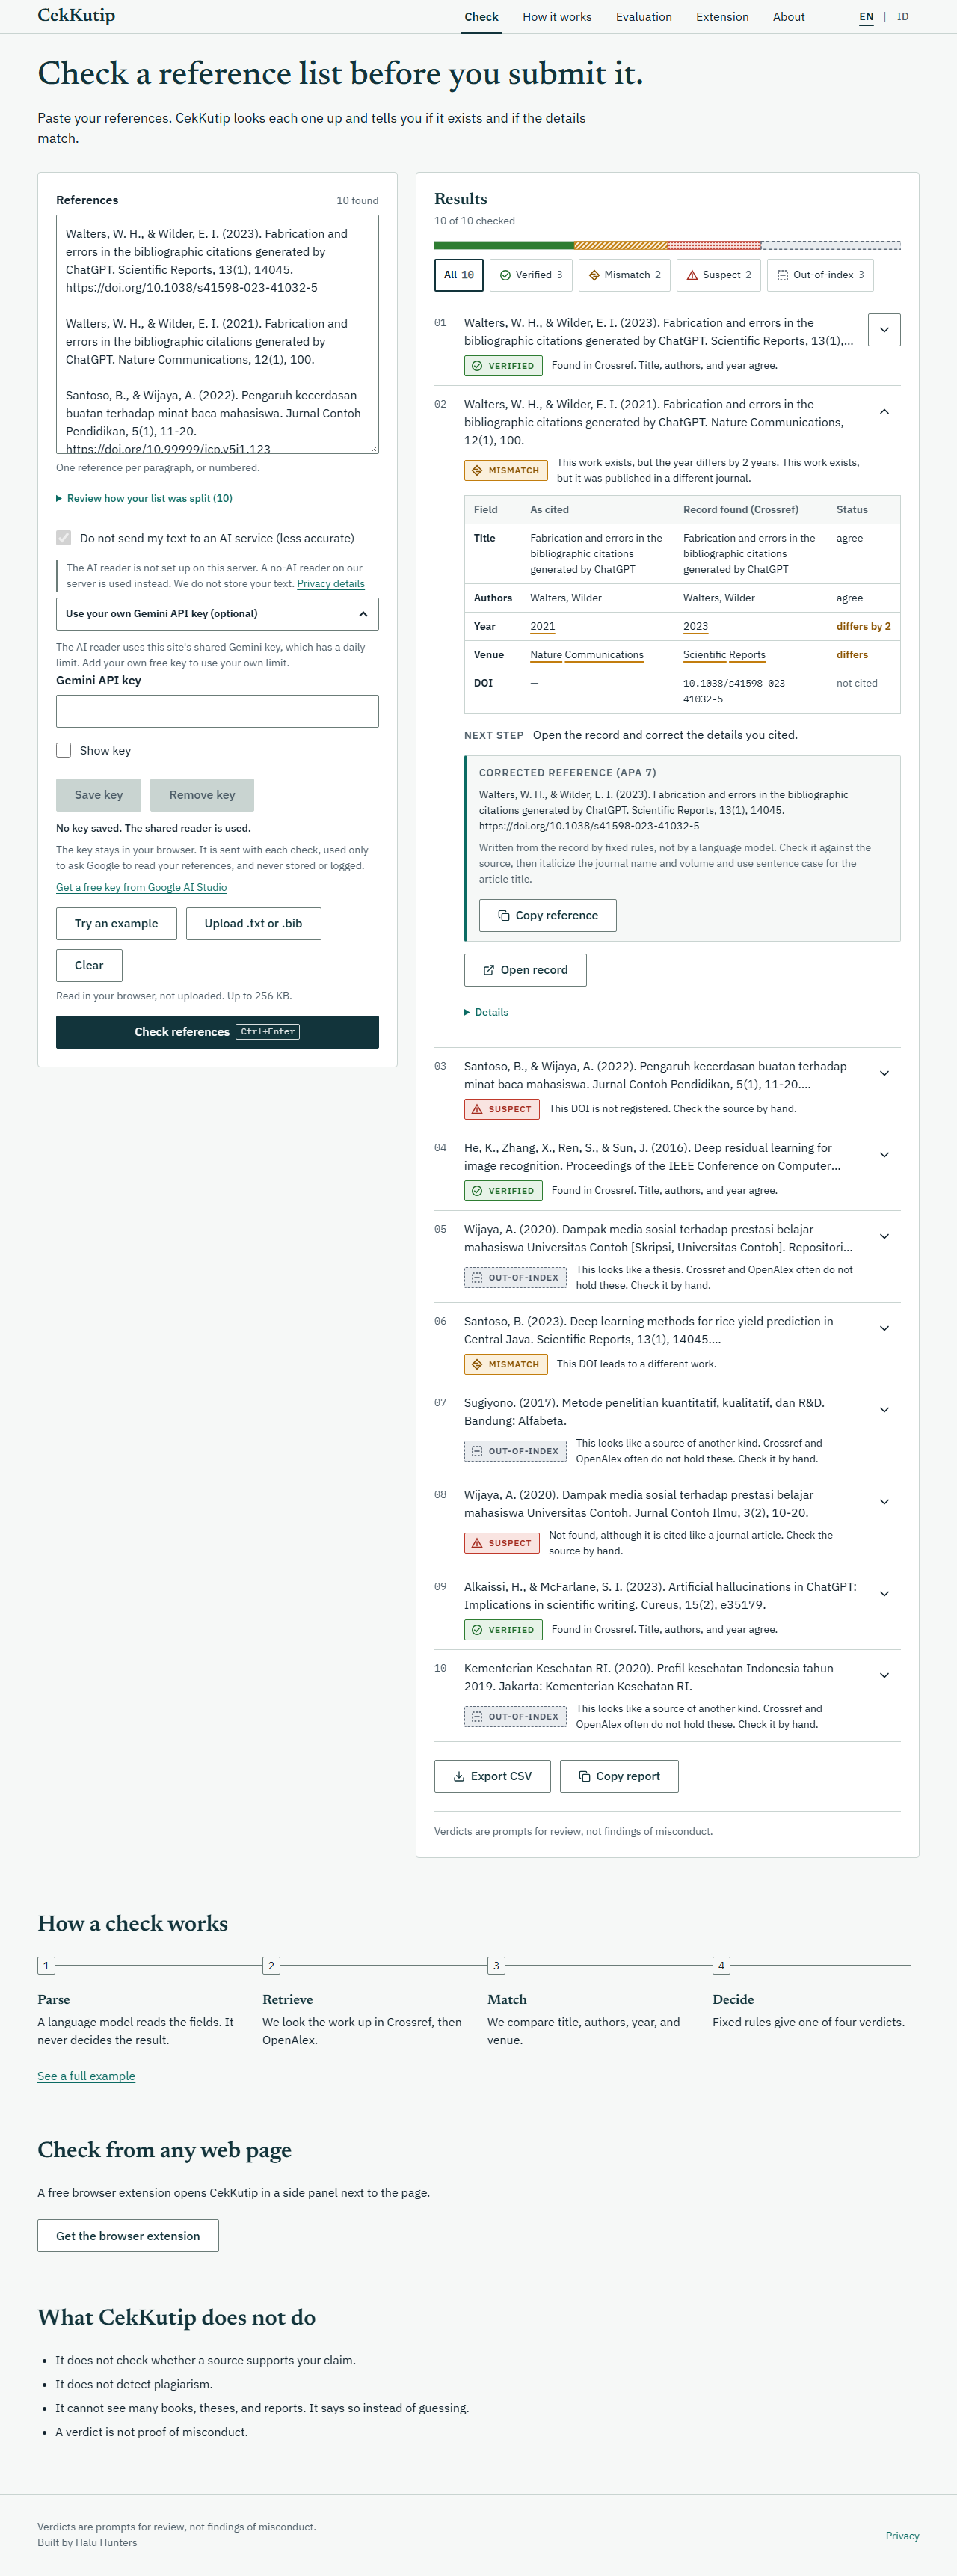 CekKutip
Check How it works Evaluation Extension About EN | ID
Check a reference list before you submit it.
Paste your references. CekKutip looks each one up and tells you if it exists and if the details
match.
References 10 found
Walters, W. H., & Wilder, E. I. (2023). Fabrication and
errors in the bibliographic citations generated by
ChatGPT. Scientific Reports, 13(1), 14045.
https://doi.org/10.1038/s41598-023-41032-5
Walters, W. H., & Wilder, E. I. (2021). Fabrication and
errors in the bibliographic citations generated by
ChatGPT. Nature Communications, 12(1), 100.
Santoso, B., & Wijaya, A. (2022). Pengaruh kecerdasan
buatan terhadap minat baca mahasiswa. Jurnal Contoh
Pendidikan, 5(1), 11-20.
https://doi.org/10.99999/jcp.v5i1.123
One reference per paragraph, or numbered.
Review how your list was split (10)
Do not send my text to an AI service (less accurate)
The AI reader is not set up on this server. A no-AI reader on our
server is used instead. We do not store your text. Privacy details
Use your own Gemini API key (optional)
The AI reader uses this site's shared Gemini key, which has a daily
limit. Add your own free key to use your own limit.
Gemini API key
Show key
Save key Remove key
No key saved. The shared reader is used.
The key stays in your browser. It is sent with each check, used only
to ask Google to read your references, and never stored or logged.
Get a free key from Google AI Studio
Try an example Upload .txt or .bib
Clear
Read in your browser, not uploaded. Up to 256 KB.
Check references Ctrl+Enter
Results
10 of 10 checked
All 10 Verified 3 Mismatch 2 Suspect 2 Out-of-index 3
01 Walters, W. H., & Wilder, E. I. (2023). Fabrication and errors in the
bibliographic citations generated by ChatGPT. Scientific Reports, 13(1),...
VERIFIED Found in Crossref. Title, authors, and year agree.
02 Walters, W. H., & Wilder, E. I. (2021). Fabrication and errors in the
bibliographic citations generated by ChatGPT. Nature Communications,
12(1), 100.
MISMATCH This work exists, but the year differs by 2 years. This work exists,
but it was published in a different journal.
Field As cited Record found (Crossref) Status
Title Fabrication and errors in the Fabrication and errors in the agree
bibliographic citations bibliographic citations
generated by ChatGPT generated by ChatGPT
Authors Walters, Wilder Walters, Wilder agree
Year 2021 2023 differs by 2
Venue Nature Communications Scientific Reports differs
DOI — 10.1038/s41598-023- not cited
41032-5
NEXT STEP Open the record and correct the details you cited.
CORRECTED REFERENCE (APA 7)
Walters, W. H., & Wilder, E. I. (2023). Fabrication and errors in the bibliographic
citations generated by ChatGPT. Scientific Reports, 13(1), 14045.
https://doi.org/10.1038/s41598-023-41032-5
Written from the record by fixed rules, not by a language model. Check it against the
source, then italicize the journal name and volume and use sentence case for the
article title.
Copy reference
Open record
Details
03 Santoso, B., & Wijaya, A. (2022). Pengaruh kecerdasan buatan terhadap
minat baca mahasiswa. Jurnal Contoh Pendidikan, 5(1), 11-20....
SUSPECT This DOI is not registered. Check the source by hand.
04 He, K., Zhang, X., Ren, S., & Sun, J. (2016). Deep residual learning for
image recognition. Proceedings of the IEEE Conference on Computer...
VERIFIED Found in Crossref. Title, authors, and year agree.
05 Wijaya, A. (2020). Dampak media sosial terhadap prestasi belajar
mahasiswa Universitas Contoh [Skripsi, Universitas Contoh]. Repositori...
OUT-OF-INDEX This looks like a thesis. Crossref and OpenAlex often do not
hold these. Check it by hand.
06 Santoso, B. (2023). Deep learning methods for rice yield prediction in
Central Java. Scientific Reports, 13(1), 14045....
MISMATCH This DOI leads to a different work.
07 Sugiyono. (2017). Metode penelitian kuantitatif, kualitatif, dan R&D.
Bandung: Alfabeta.
OUT-OF-INDEX This looks like a source of another kind. Crossref and
OpenAlex often do not hold these. Check it by hand.
08 Wijaya, A. (2020). Dampak media sosial terhadap prestasi belajar
mahasiswa Universitas Contoh. Jurnal Contoh Ilmu, 3(2), 10-20.
SUSPECT Not found, although it is cited like a journal article. Check the
source by hand.
09 Alkaissi, H., & McFarlane, S. I. (2023). Artificial hallucinations in ChatGPT:
Implications in scientific writing. Cureus, 15(2), e35179.
VERIFIED Found in Crossref. Title, authors, and year agree.
10 Kementerian Kesehatan RI. (2020). Profil kesehatan Indonesia tahun
2019. Jakarta: Kementerian Kesehatan RI.
OUT-OF-INDEX This looks like a source of another kind. Crossref and
OpenAlex often do not hold these. Check it by hand.
Export CSV Copy report
Verdicts are prompts for review, not findings of misconduct.
How a check works
1 2 3 4
Parse Retrieve Match Decide
A language model reads the fields. It We look the work up in Crossref, then We compare title, authors, year, and Fixed rules give one of four verdicts.
never decides the result. OpenAlex. venue.
See a full example
Check from any web page
A free browser extension opens CekKutip in a side panel next to the page.
Get the browser extension
What CekKutip does not do
• It does not check whether a source supports your claim.
• It does not detect plagiarism.
• It cannot see many books, theses, and reports. It says so instead of guessing.
• A verdict is not proof of misconduct.
Verdicts are prompts for review, not findings of misconduct.
Built by Halu Hunters
Privacy